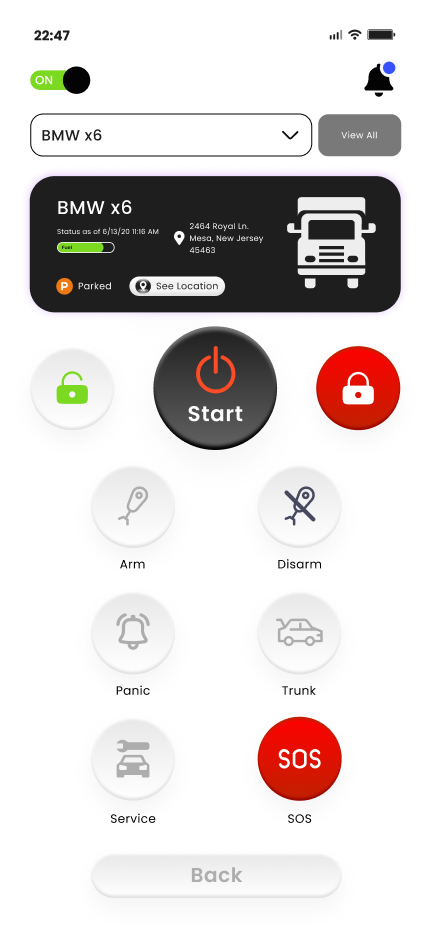 22:47
ON
BMW x6
View All
BMW x6
Status as of 6/13/20 11:16 AM
Fuel
2464 Royal Ln.
Mesa, New Jersey
45463
P Parked
See Location
Start
Arm
Disarm
Panic
Trunk
SOS
Service
SOS
Back